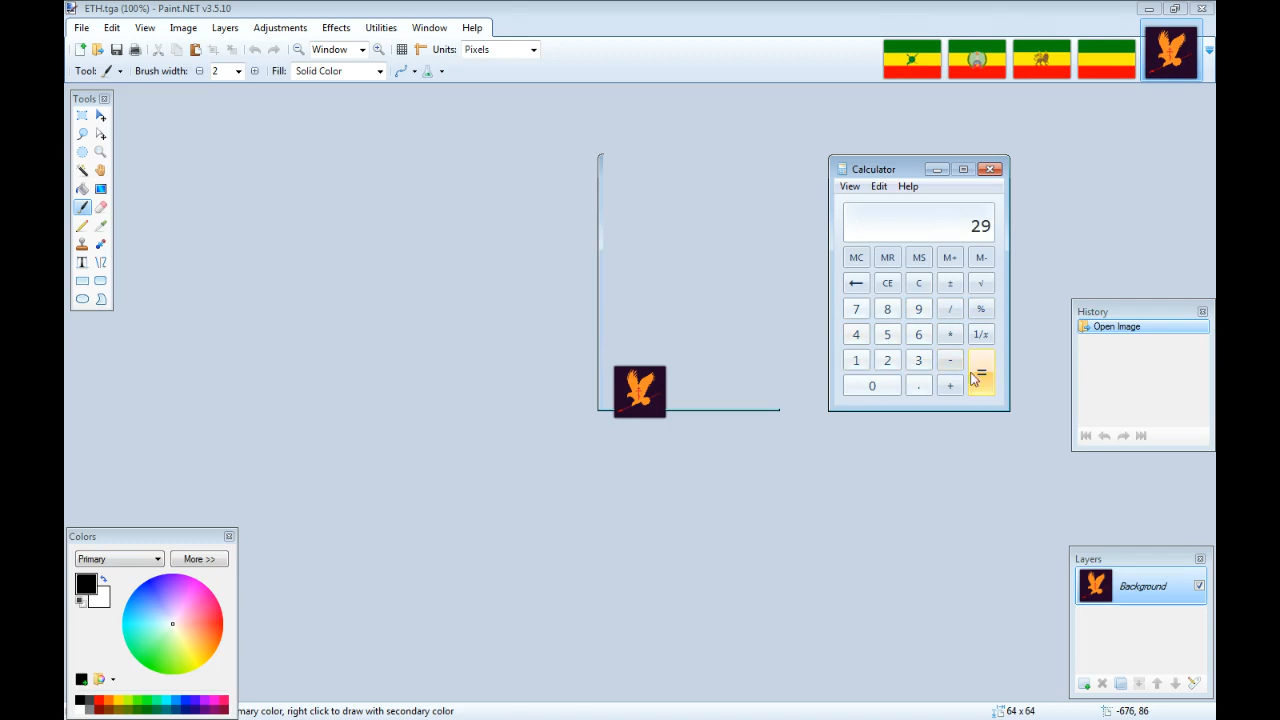 ETH.tga (100%) - Paint.NET v3.5.10
File Edit View Image Layers Adjustments Effects Utilities Window Help
Window Units: Pixels
Tool: Brush width: 2 Fill: Solid Color
Tools
Calculator
View Edit Help
29
MC MR MS M+ M-
← CE C ± √
7 8 9 / %
4 5 6 * 1/x
1 2 3 - =
0 . +
History
Open Image
Colors
Primary More >>
Layers
Background
mary color, right click to draw with secondary color
64 x 64
-676, 86